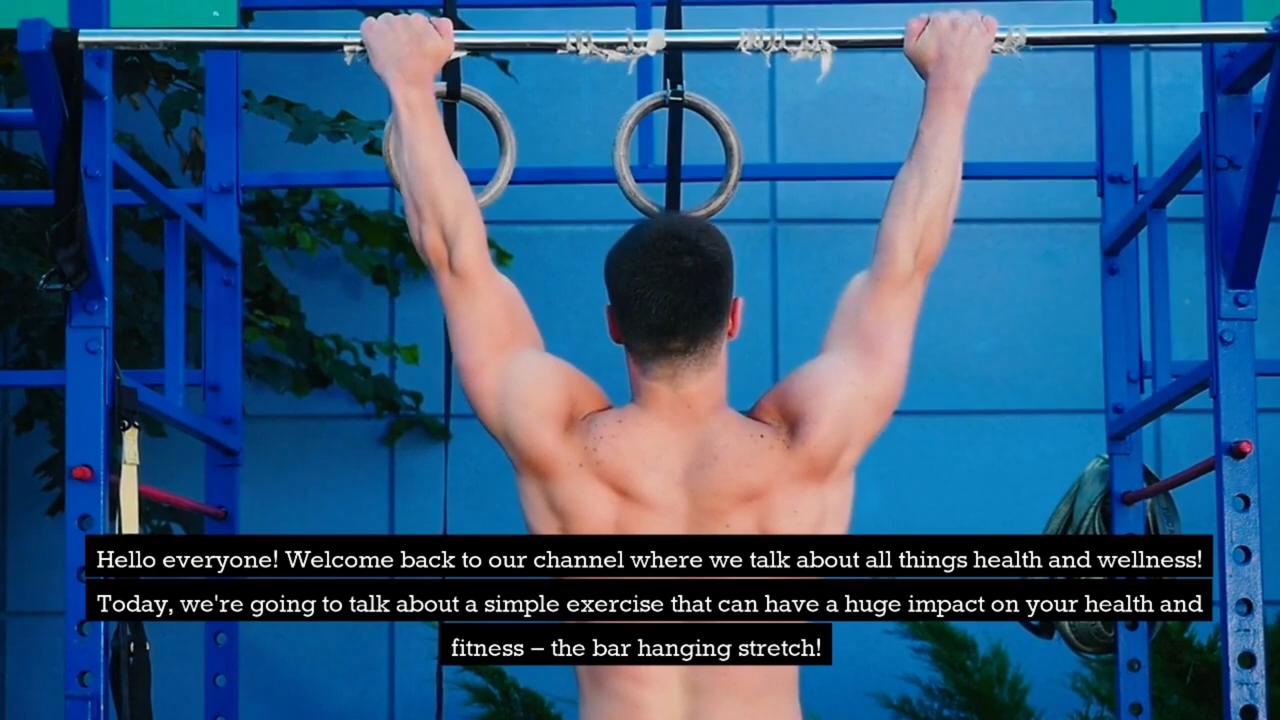 Hello everyone! Welcome back to our channel where we talk about all things health and wellness!
Today, we're going to talk about a simple exercise that can have a huge impact on your health and
fitness – the bar hanging stretch!